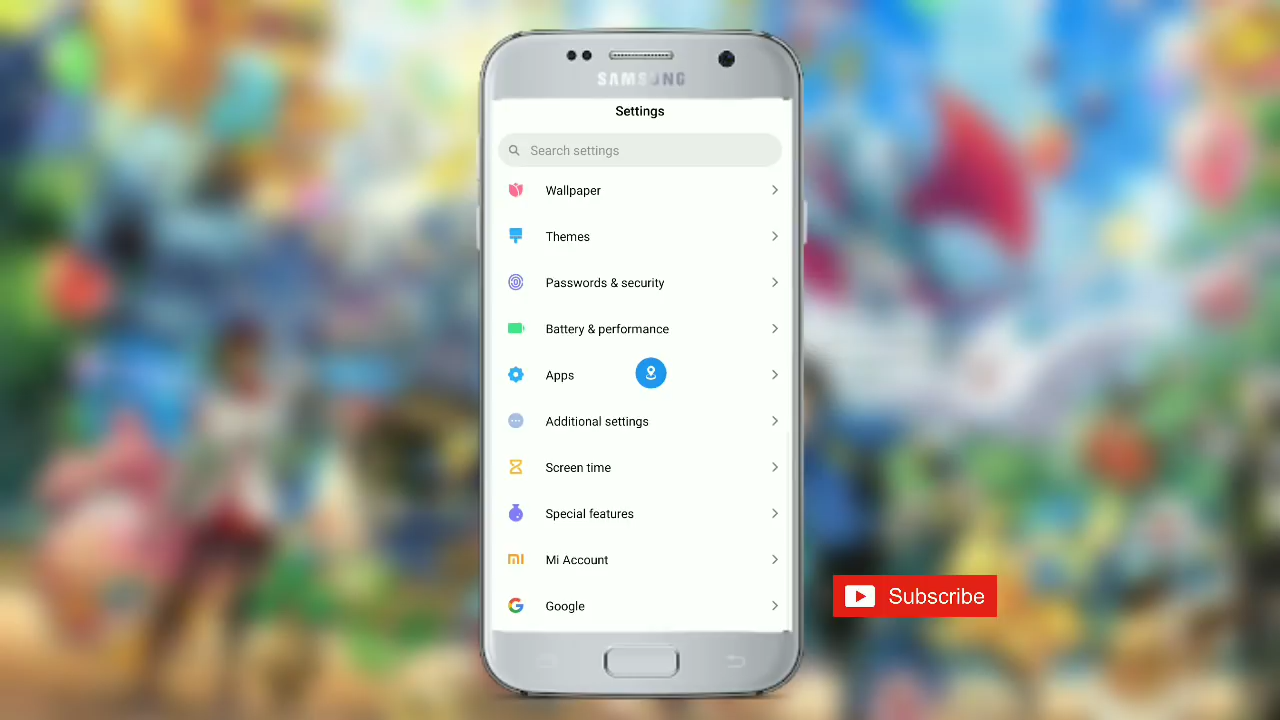 SAMSUNG
Settings
Search settings
Wallpaper
Themes
Passwords & security
Battery & performance
Apps
Additional settings
Screen time
Special features
Mi Account
Google
Subscribe